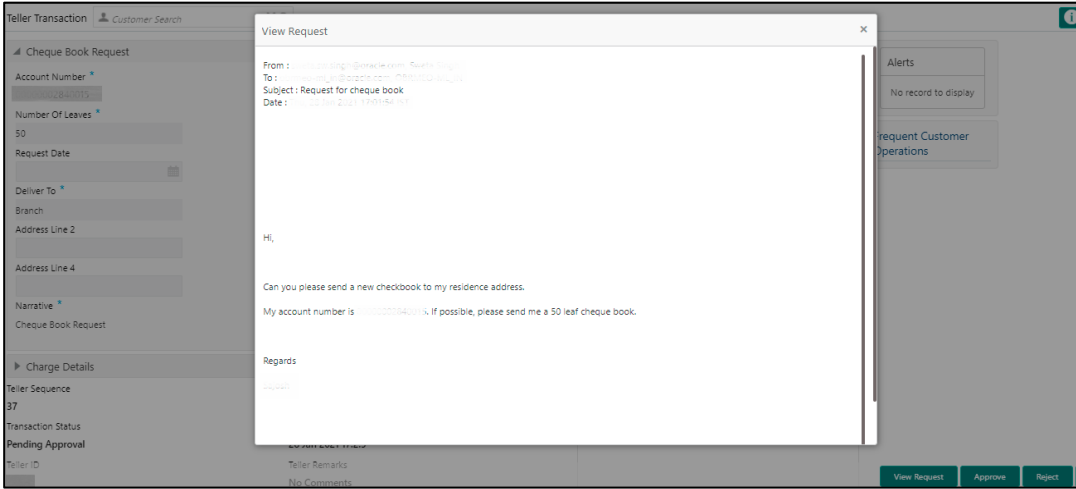 Teller Transaction
Customer Search
Cheque Book Request
Account Number *
Number Of Leaves *
50
Request Date
Deliver To *
Branch
Address Line 2
Address Line 4
Narrative *
Cheque Book Request
Charge Details
Teller Sequence
37
Transaction Status
Pending Approval
Teller ID
View Request
×
From :
To :
Subject : Request for cheque book
Date :
Hi,
Can you please send a new checkbook to my residence address.
My account number is . If possible, please send me a 50 leaf cheque book.
Regards
Teller Remarks
No Comments
Alerts
No record to display
Frequent Customer
Operations
View Request
Approve
Reject